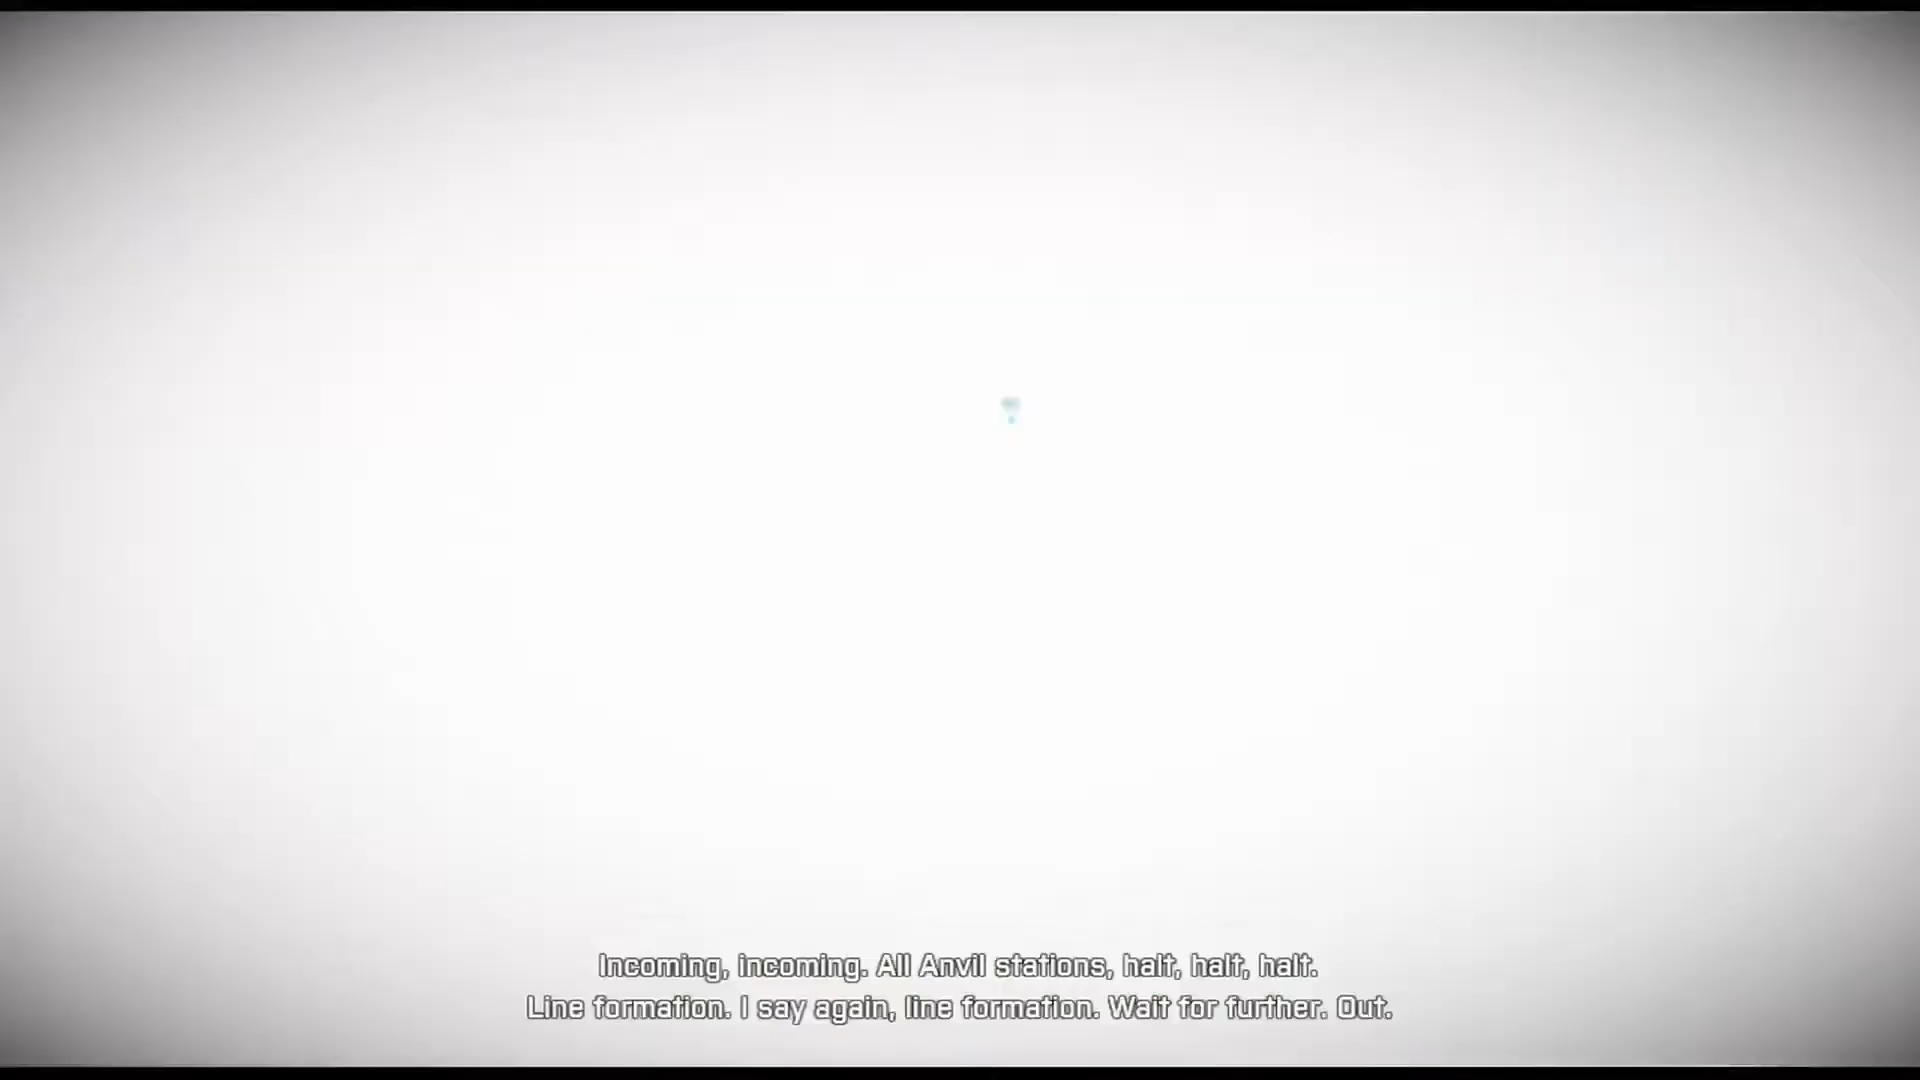 Incoming, incoming. All Anvil stations, halt, halt, halt.
Line formation. I say again, line formation. Wait for further. Out.